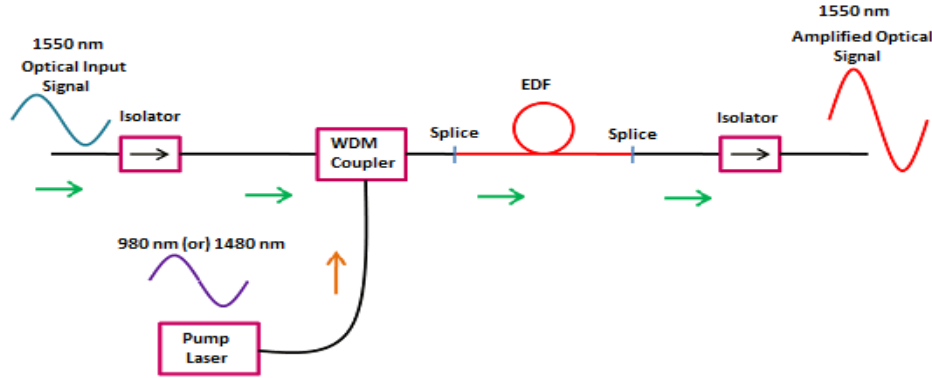 1550 nm
Optical Input
Signal
Isolator
WDM
Coupler
Splice
EDF
Splice
Isolator
1550 nm
Amplified Optical
Signal
980 nm (or) 1480 nm
Pump
Laser